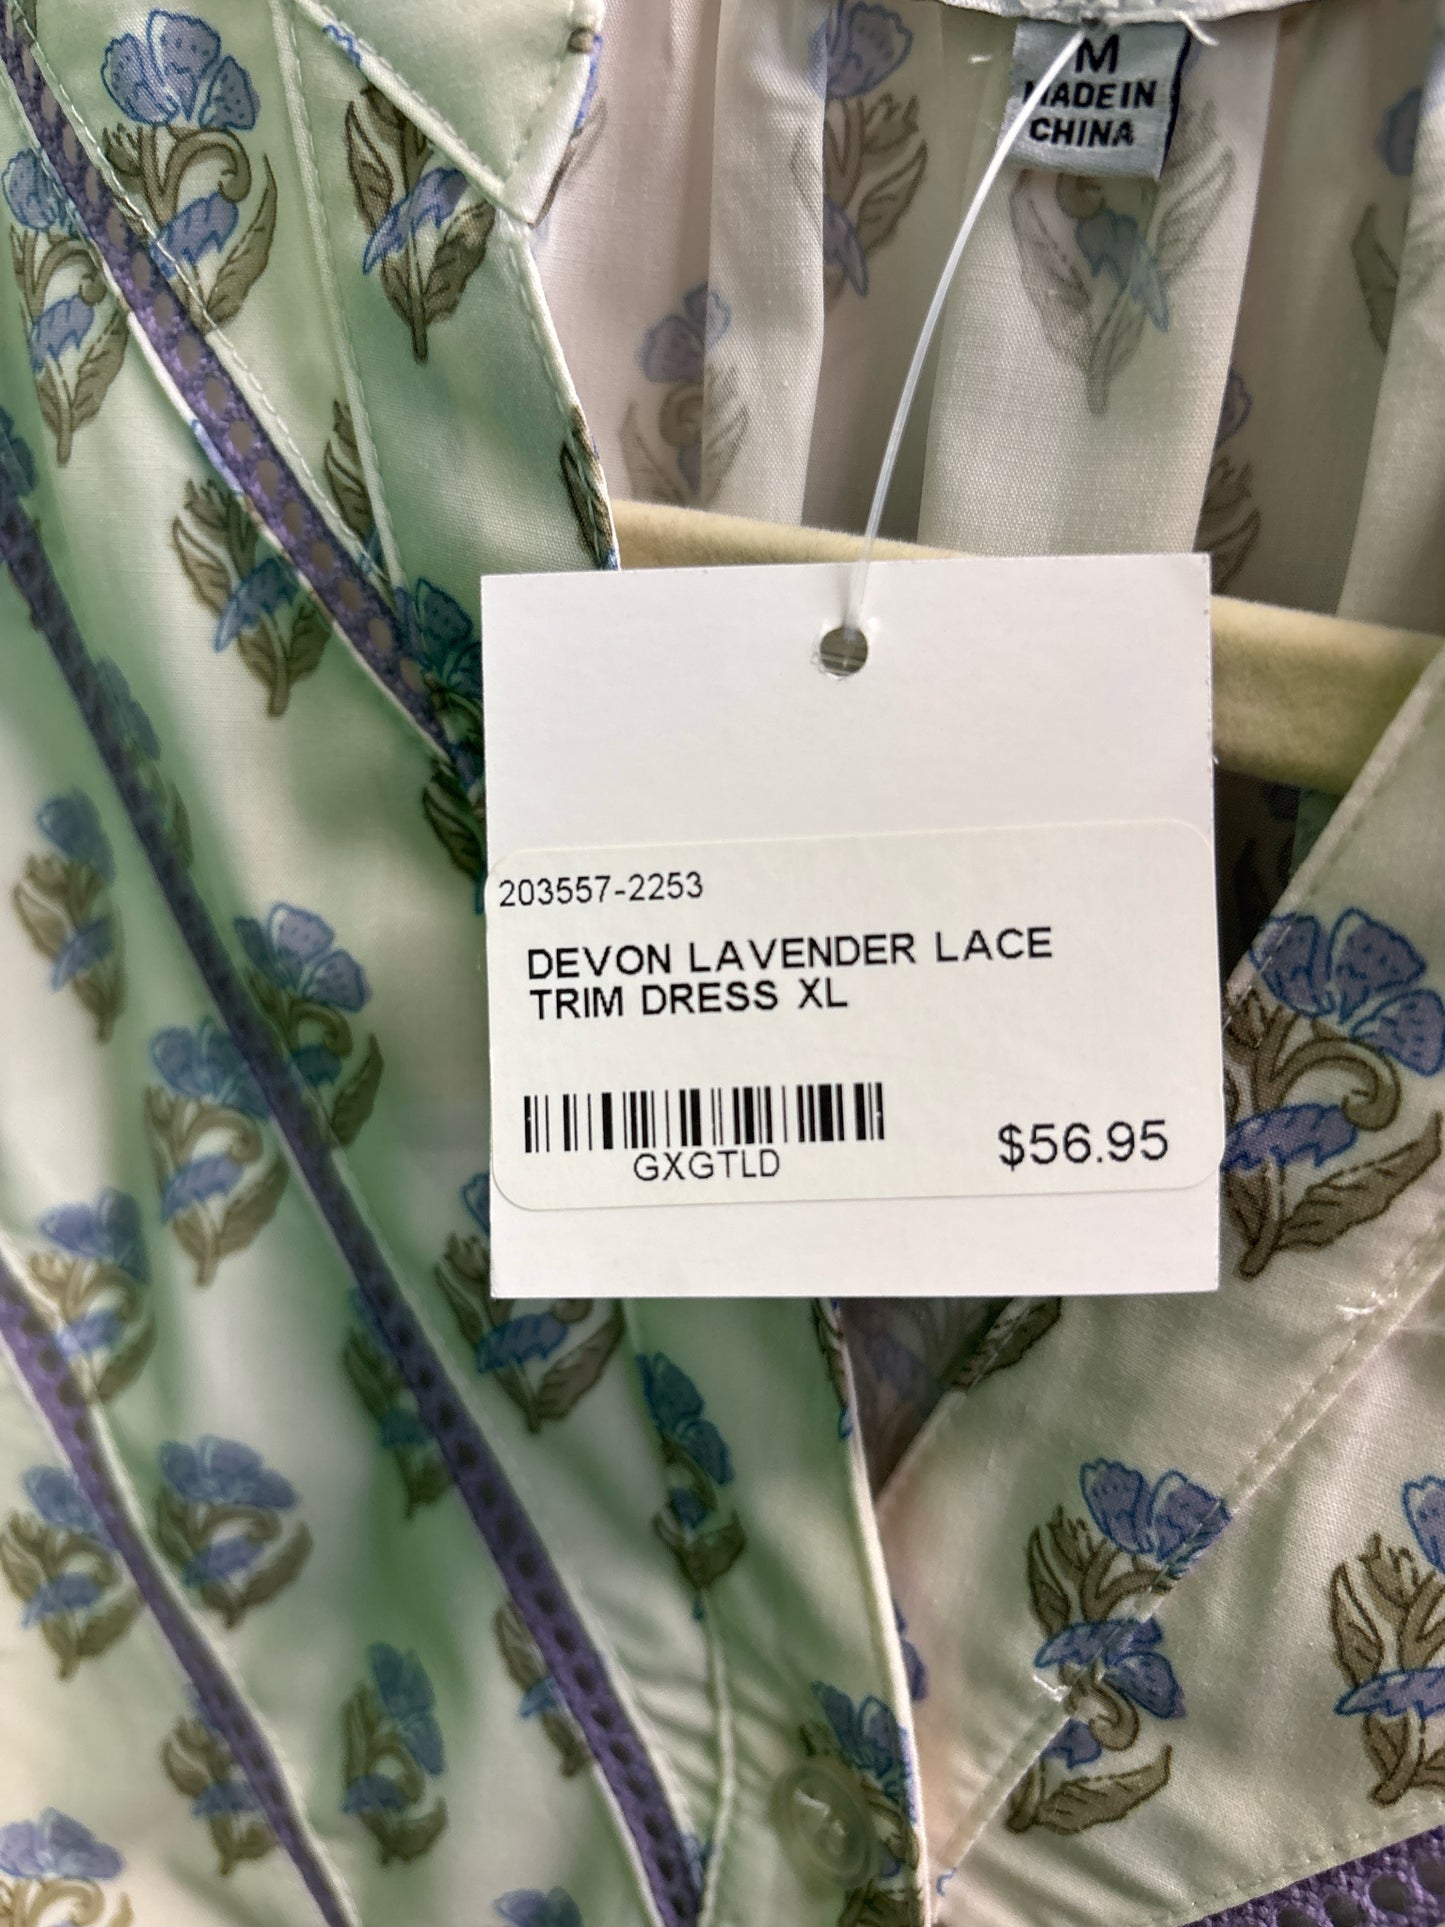 M
MADE IN
CHINA
203557-2253
DEVON LAVENDER LACE
TRIM DRESS XL
GXGTLD
$56.95